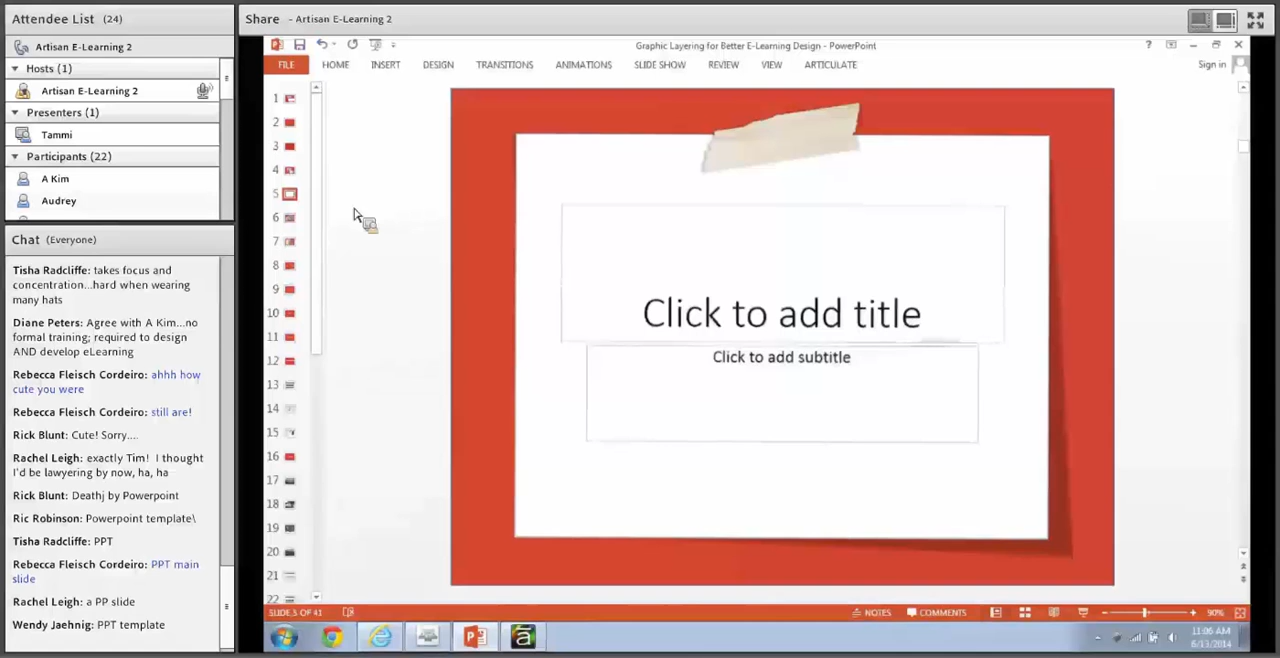 Attendee List (24)
Artisan E-Learning 2
Hosts (1)
Artisan E-Learning 2
Presenters (1)
Tammi
Participants (22)
A Kim
Audrey
Chat (Everyone)
Tisha Radcliffe: takes focus and
concentration...hard when wearing
many hats
Diane Peters: Agree with A Kim...no
formal training; required to design
AND develop eLearning
Rebecca Fleisch Cordeiro: ahhh how
cute you were
Rebecca Fleisch Cordeiro: still are!
Rick Blunt: Cute! Sorry....
Rachel Leigh: exactly Tim! I thought
I'd be lawyering by now, ha, ha
Rick Blunt: Deathj by Powerpoint
Ric Robinson: Powerpoint template\
Tisha Radcliffe: PPT
Rebecca Fleisch Cordeiro: PPT main
slide
Rachel Leigh: a PP slide
Wendy Jaehnig: PPT template
Share - Artisan E-Learning 2
Graphic Layering for Better E-Learning Design - PowerPoint
FILE HOME INSERT DESIGN TRANSITIONS ANIMATIONS SLIDE SHOW REVIEW VIEW ARTICULATE
Sign in
1
2
3
4
5
6
7
8
9
10
11
12
13
14
15
16
17
18
19
20
21
22
Click to add title
Click to add subtitle
SLIDE 5 OF 41
NOTES COMMENTS 90%
11:06 AM
6/13/2014